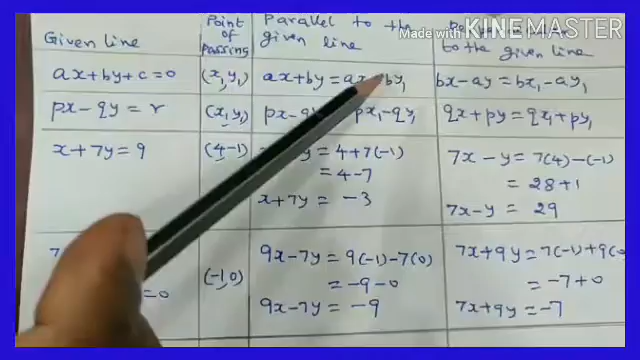 Made with KINEMASTER
Given line
Point of Passing
Parallel to the given line
to the given line
ax+by+c=0
(x₁,y₁)
ax+by = by₁
bx-ay = bx₁-ay₁
px-qy = r
(x₁,y₁)
px₁-qy₁
qx+py = qx₁+py₁
x+7y = 9
(4,-1)
= 4+7(-1)
= 4-7
x+7y = -3
7x-y = 7(4)-(-1)
= 28+1
7x-y = 29
=0
(-1,0)
9x-7y = 9(-1)-7(0)
= -9-0
9x-7y = -9
7x+9y = 7(-1)+9(0
= -7+0
7x+9y = -7